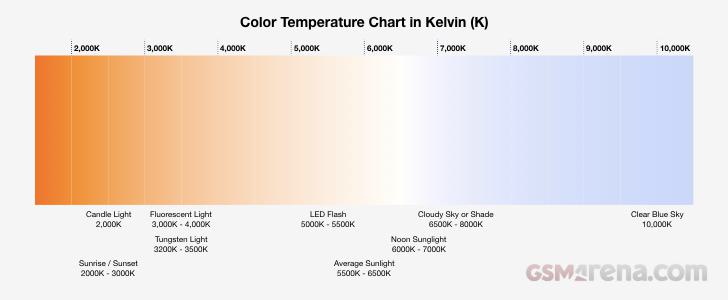 Color Temperature Chart in Kelvin (K)
2,000K 3,000K 4,000K 5,000K 6,000K 7,000K 8,000K 9,000K 10,000K
Candle Light Fluorescent Light LED Flash Cloudy Sky or Shade Clear Blue Sky
2,000K 3,000K - 4,000K 5000K - 5500K 6500K - 8000K 10,000K
Tungsten Light Noon Sunglight
3200K - 3500K 6000K - 7000K
Sunrise / Sunset Average Sunlight
2000K - 3000K 5500K - 6500K
GSMarena.com